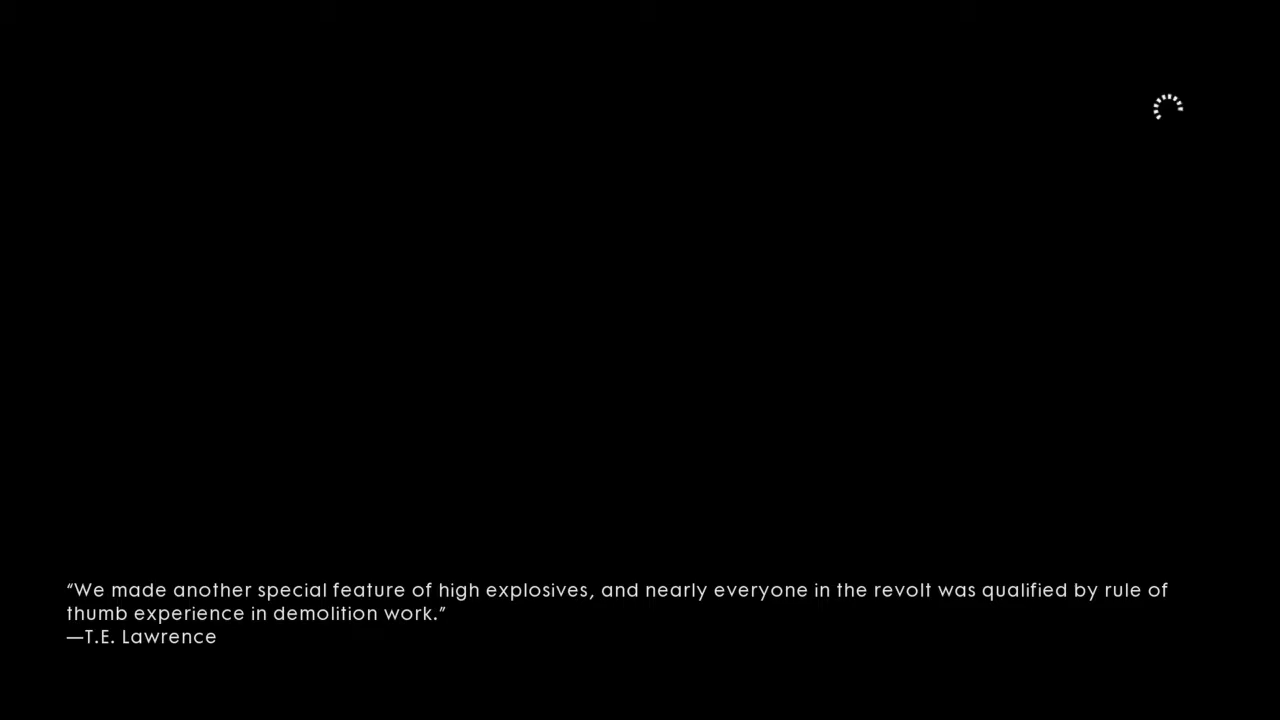 “We made another special feature of high explosives, and nearly everyone in the revolt was qualified by rule of
thumb experience in demolition work.”
—T.E. Lawrence